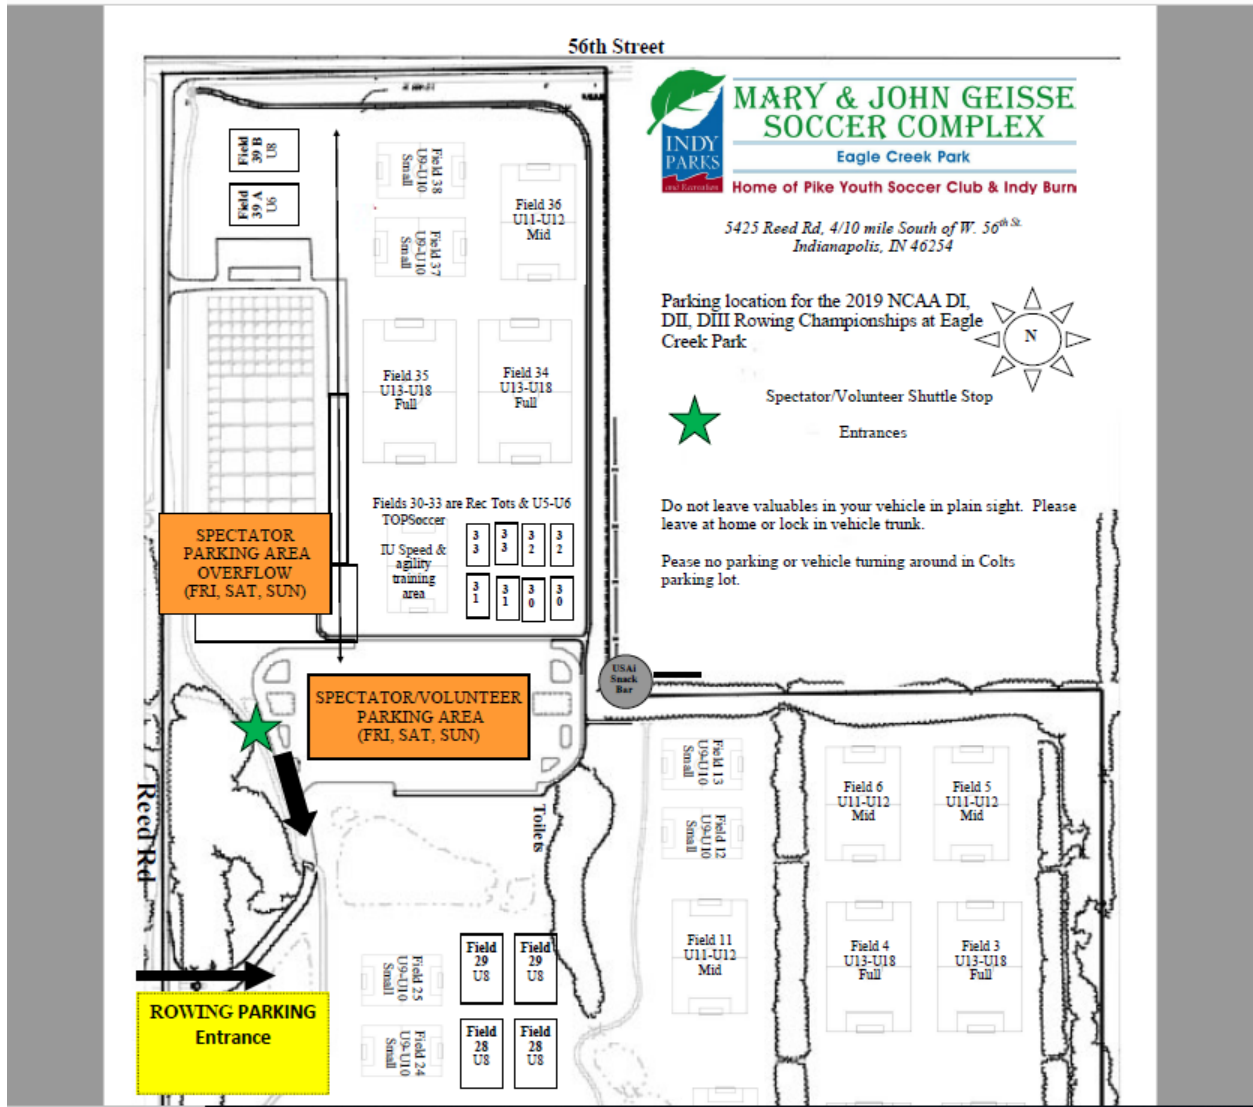 56th Street
MARY & JOHN GEISSE
SOCCER COMPLEX
INDY
PARKS
and Recreation
Eagle Creek Park
Home of Pike Youth Soccer Club & Indy Burn
5425 Reed Rd, 4/10 mile South of W. 56th St.
Indianapolis, IN 46254
Parking location for the 2019 NCAA DI,
DII, DIII Rowing Championships at Eagle
Creek Park
N
Spectator/Volunteer Shuttle Stop
Entrances
Do not leave valuables in your vehicle in plain sight. Please
leave at home or lock in vehicle trunk.
Pease no parking or vehicle turning around in Colts
parking lot.
Field
39 B
U8
Field
39 A
U6
Field 38
U9-U10
Small
Field 37
U9-U10
Small
Field 36
U11-U12
Mid
Field 35
U13-U18
Full
Field 34
U13-U18
Full
Fields 30-33 are Rec Tots & U5-U6
TOPSoccer
IU Speed &
agility
training
area
33
33
32
32
31
31
30
30
SPECTATOR
PARKING AREA
OVERFLOW
(FRI, SAT, SUN)
USAi
Snack
Bar
SPECTATOR/VOLUNTEER
PARKING AREA
(FRI, SAT, SUN)
Reed Rd
Toilets
Field 13
U9-U10
Small
Field 12
U9-U10
Small
Field 6
U11-U12
Mid
Field 5
U11-U12
Mid
Field 11
U11-U12
Mid
Field 4
U13-U18
Full
Field 3
U13-U18
Full
Field 25
U9-U10
Small
Field
29
U8
Field
29
U8
Field 24
U9-U10
Small
Field
28
U8
Field
28
U8
ROWING PARKING
Entrance